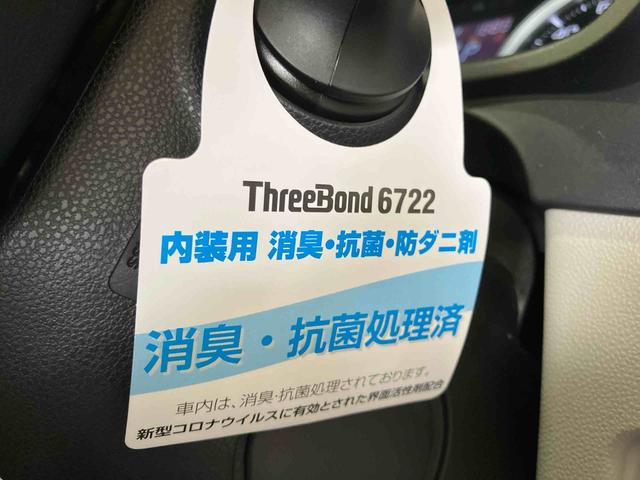 ThreeBond 6722
内装用 消臭・抗菌・防ダニ剤
消臭・抗菌処理済
車内は、消臭・抗菌処理されております。
新型コロナウイルスに有効とされた界面活性剤配合